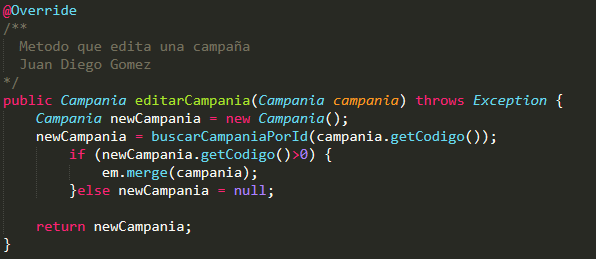 @Override
/**
  Metodo que edita una campaña
  Juan Diego Gomez
*/
public Campania editarCampania(Campania campania) throws Exception {
    Campania newCampania = new Campania();
    newCampania = buscarCampaniaPorId(campania.getCodigo());
        if (newCampania.getCodigo()>0) {
            em.merge(campania);
        }else newCampania = null;

    return newCampania;
}